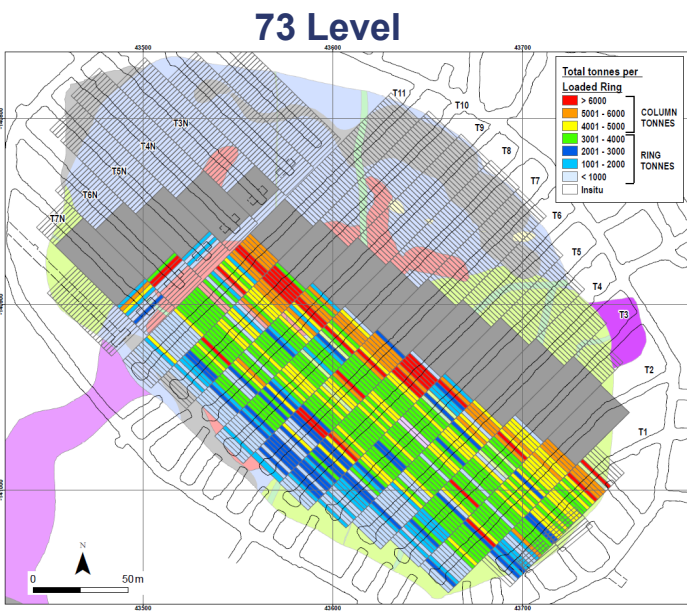 73 Level
43500
43600
43700
Total tonnes per
Loaded Ring
> 6000
5001 - 6000
4001 - 5000
COLUMN
TONNES
3001 - 4000
2001 - 3000
1001 - 2000
< 1000
RING
TONNES
Insitu
T11
T10
T9
T8
T7
T6
T5
T4
T3
T2
T1
T3N
T4N
T5N
T6N
T7N
N
0
50m
43500
43600
43700